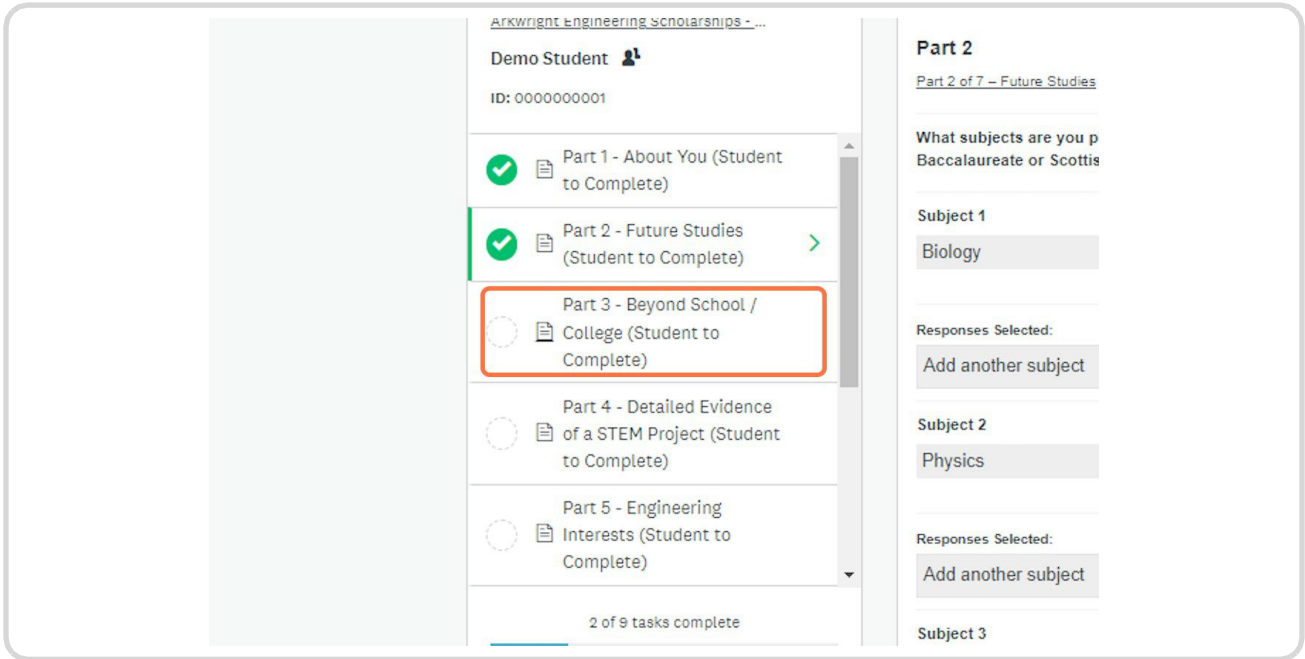 Arkwright Engineering Scholarships - ...
Demo Student
ID: 0000000001
Part 1 - About You (Student
to Complete)
Part 2 - Future Studies
(Student to Complete)
Part 3 - Beyond School /
College (Student to
Complete)
Part 4 - Detailed Evidence
of a STEM Project (Student
to Complete)
Part 5 - Engineering
Interests (Student to
Complete)
2 of 9 tasks complete
Part 2
Part 2 of 7 – Future Studies
What subjects are you p
Baccalaureate or Scottis
Subject 1
Biology
Responses Selected:
Add another subject
Subject 2
Physics
Responses Selected:
Add another subject
Subject 3